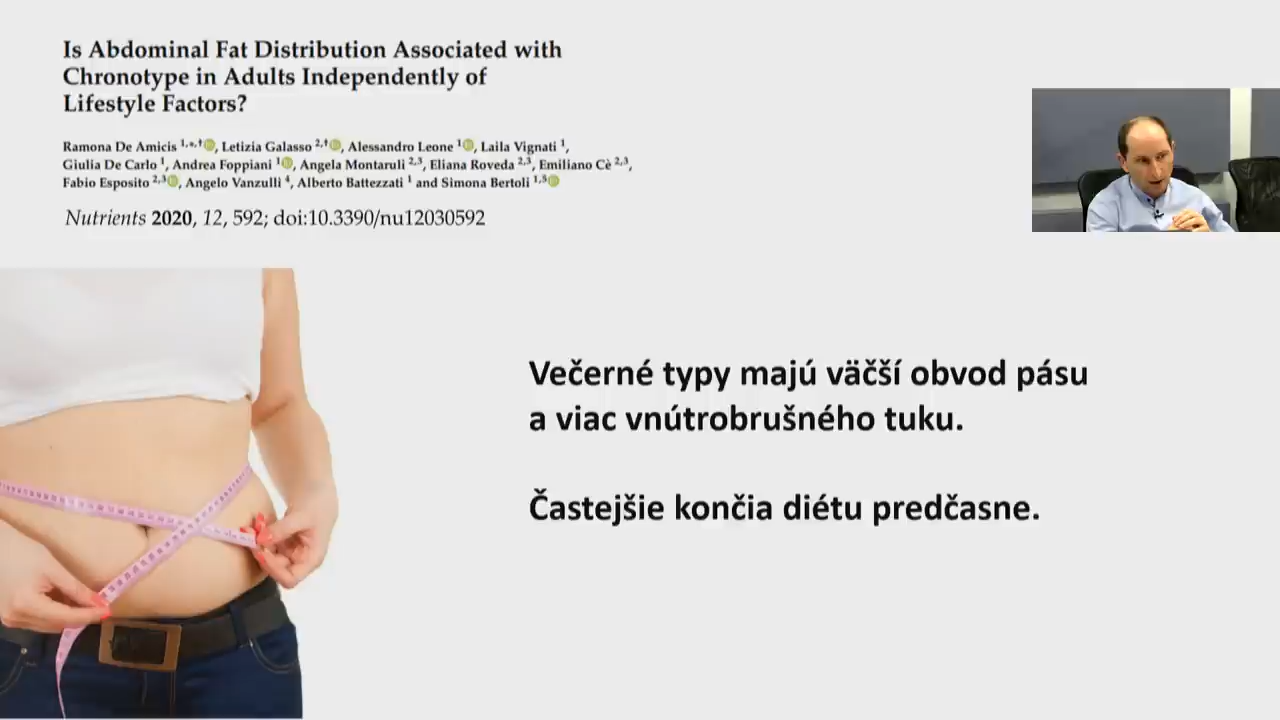 Is Abdominal Fat Distribution Associated with
Chronotype in Adults Independently of
Lifestyle Factors?
Ramona De Amicis 1,*,†, Letizia Galasso 2,†, Alessandro Leone 1, Laila Vignati 1,
Giulia De Carlo 1, Andrea Foppiani 1, Angela Montaruli 2,3, Eliana Roveda 2,3, Emiliano Cè 2,3,
Fabio Esposito 2,3, Angelo Vanzulli 4, Alberto Battezzati 1 and Simona Bertoli 1,5
Nutrients 2020, 12, 592; doi:10.3390/nu12030592
Večerné typy majú väčší obvod pásu
a viac vnútrobrušného tuku.
Častejšie končia diétu predčasne.